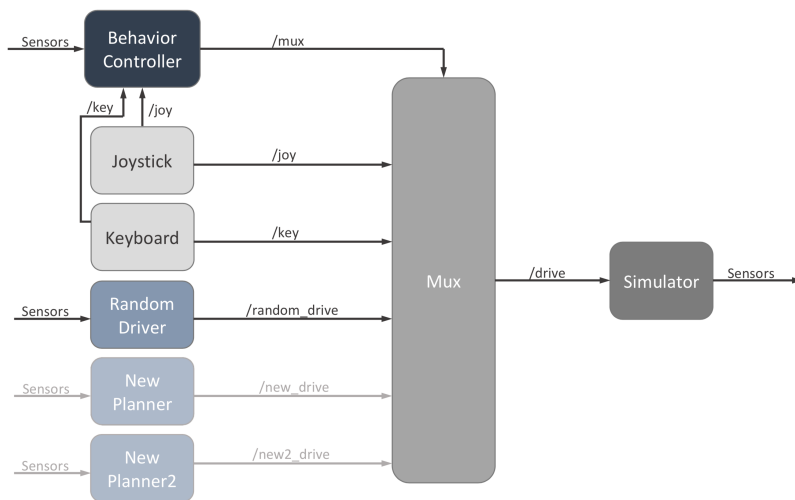 Sensors
Behavior
Controller
/mux
/key
/joy
Joystick
/joy
Keyboard
/key
Mux
/drive
Simulator
Sensors
Sensors
Random
Driver
/random_drive
Sensors
New
Planner
/new_drive
Sensors
New
Planner2
/new2_drive